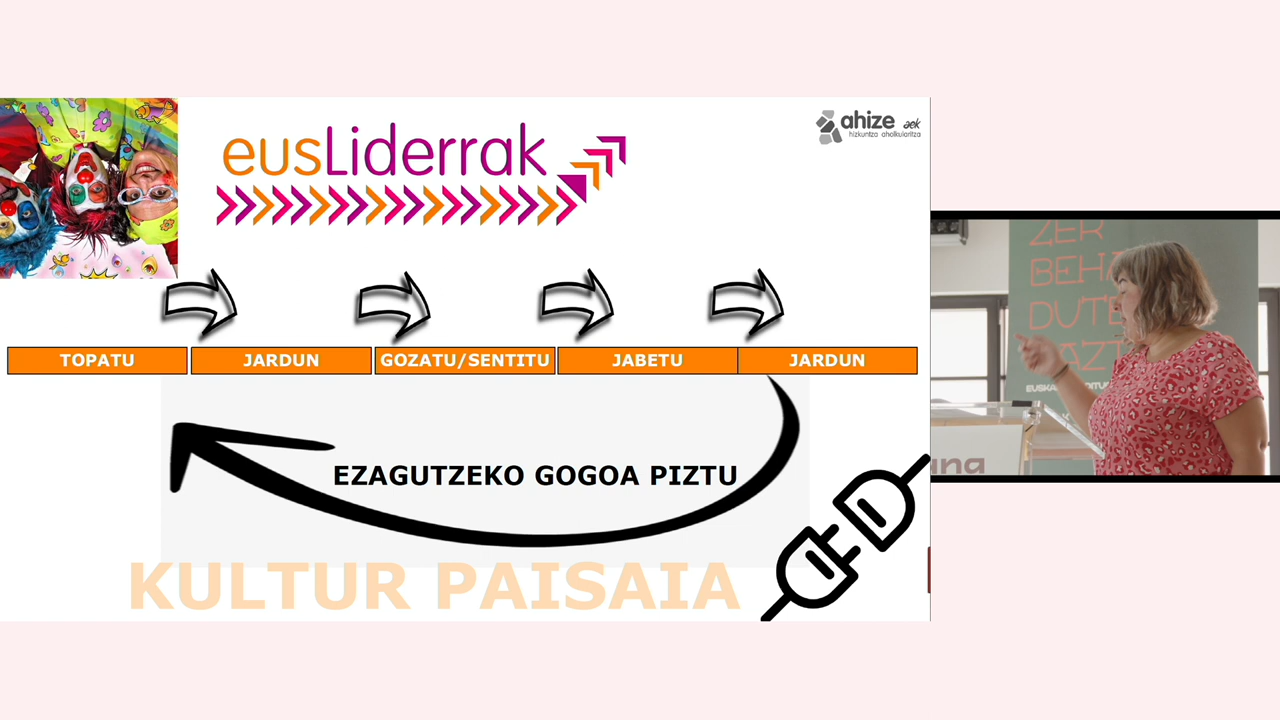 eusLiderrak
ahize aek
hizkuntza aholkularitza
TOPATU
JARDUN
GOZATU/SENTITU
JABETU
JARDUN
EZAGUTZEKO GOGOA PIZTU
KULTUR PAISAIA
ZER
BEHA
DUTE